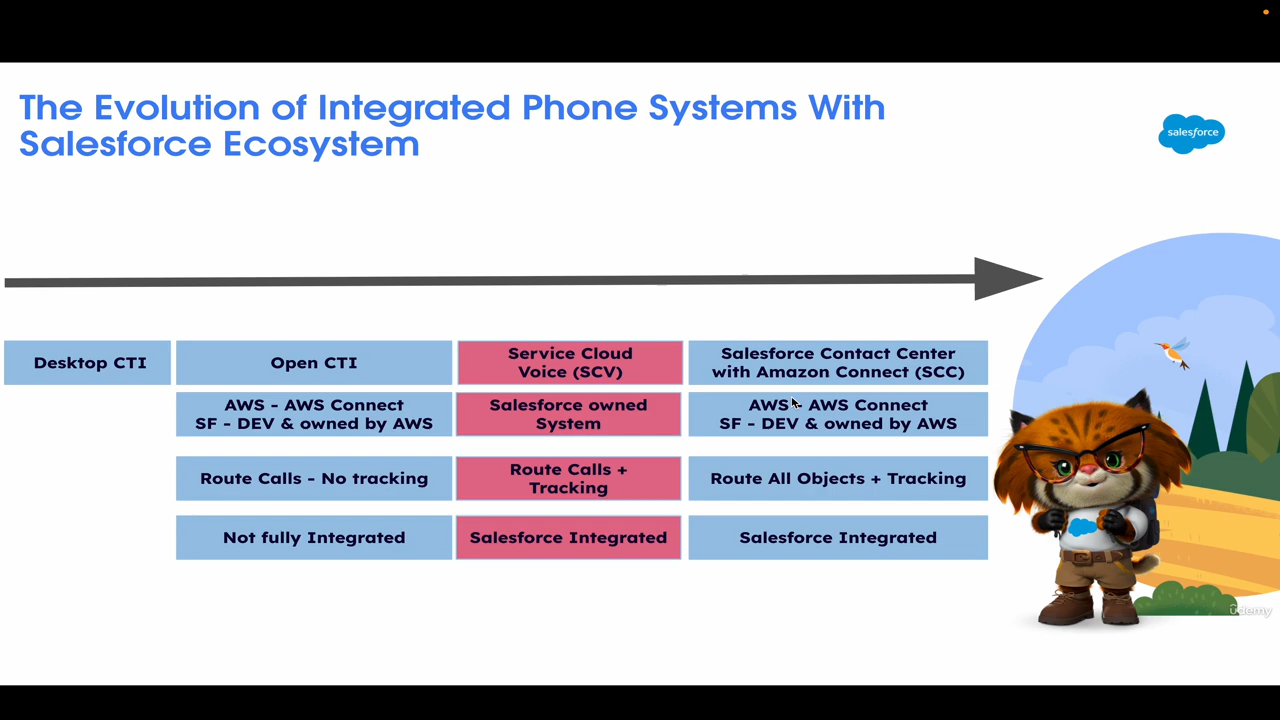 The Evolution of Integrated Phone Systems With
Salesforce Ecosystem
salesforce
Desktop CTI
Open CTI
Service Cloud
Voice (SCV)
Salesforce Contact Center
with Amazon Connect (SCC)
AWS - AWS Connect
SF - DEV & owned by AWS
Salesforce owned
System
AWS - AWS Connect
SF - DEV & owned by AWS
Route Calls - No tracking
Route Calls +
Tracking
Route All Objects + Tracking
Not fully Integrated
Salesforce Integrated
Salesforce Integrated
ûdemy